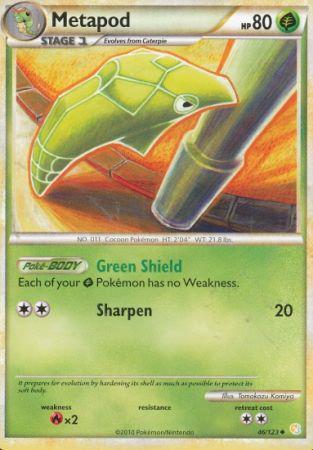 Metapod HP 80
STAGE 1 Evolves from Caterpie
NO. 011 Cocoon Pokémon HT: 2'04" WT: 21.8 lbs.
Poké-BODY Green Shield
Each of your Pokémon has no Weakness.
Sharpen 20
Illus. Tomokazu Komiya
It prepares for evolution by hardening its shell as much as possible to protect its
soft body.
weakness resistance retreat cost
×2
©2010 Pokémon/Nintendo 46/123